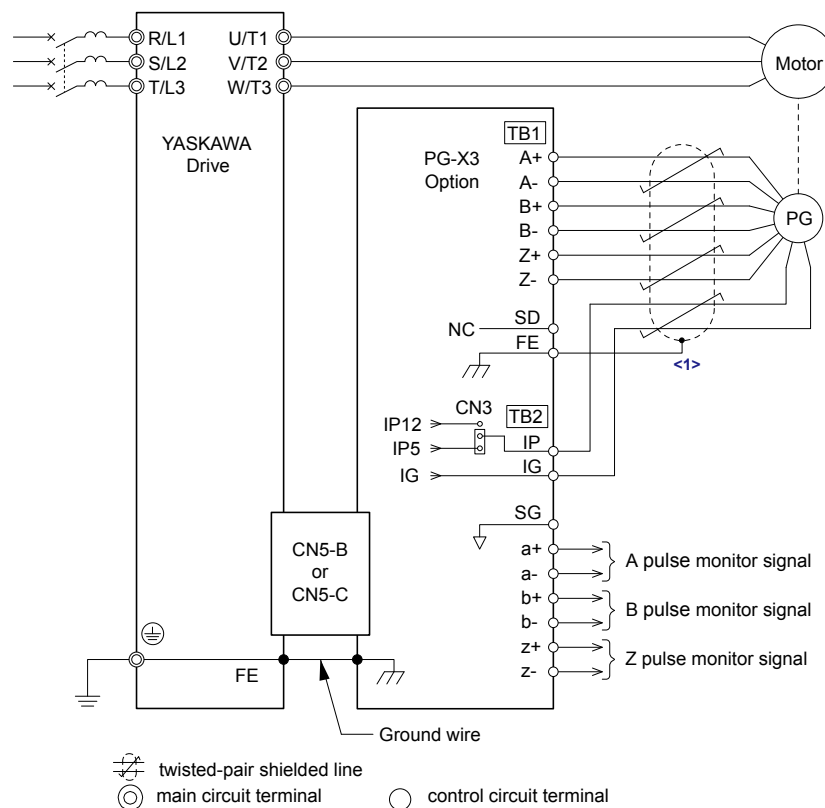 R/L1 U/T1
S/L2 V/T2
T/L3 W/T3
Motor
YASKAWA
Drive
TB1
PG-X3
Option
A+
A-
B+
B-
Z+
Z-
PG
NC SD
FE
<1>
CN3 TB2
IP12
IP5 IP
IG IG
SG
CN5-B
or
CN5-C
a+
a-
A pulse monitor signal
b+
b-
B pulse monitor signal
z+
z-
Z pulse monitor signal
FE
Ground wire
twisted-pair shielded line
main circuit terminal control circuit terminal